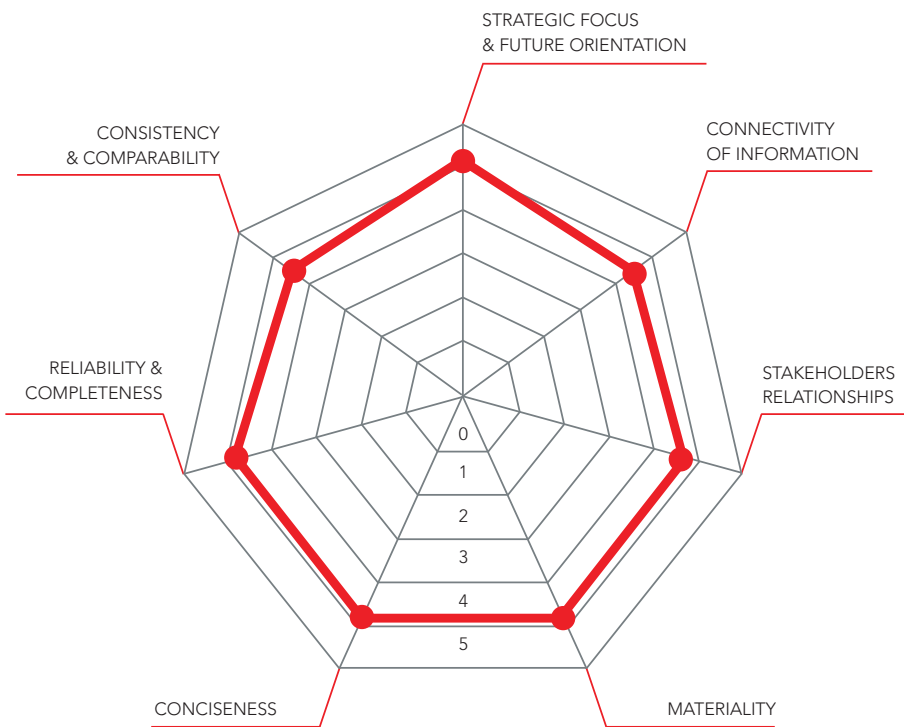 STRATEGIC FOCUS
& FUTURE ORIENTATION
CONSISTENCY
& COMPARABILITY
CONNECTIVITY
OF INFORMATION
RELIABILITY &
COMPLETENESS
STAKEHOLDERS
RELATIONSHIPS
0
1
2
3
4
5
CONCISENESS
MATERIALITY